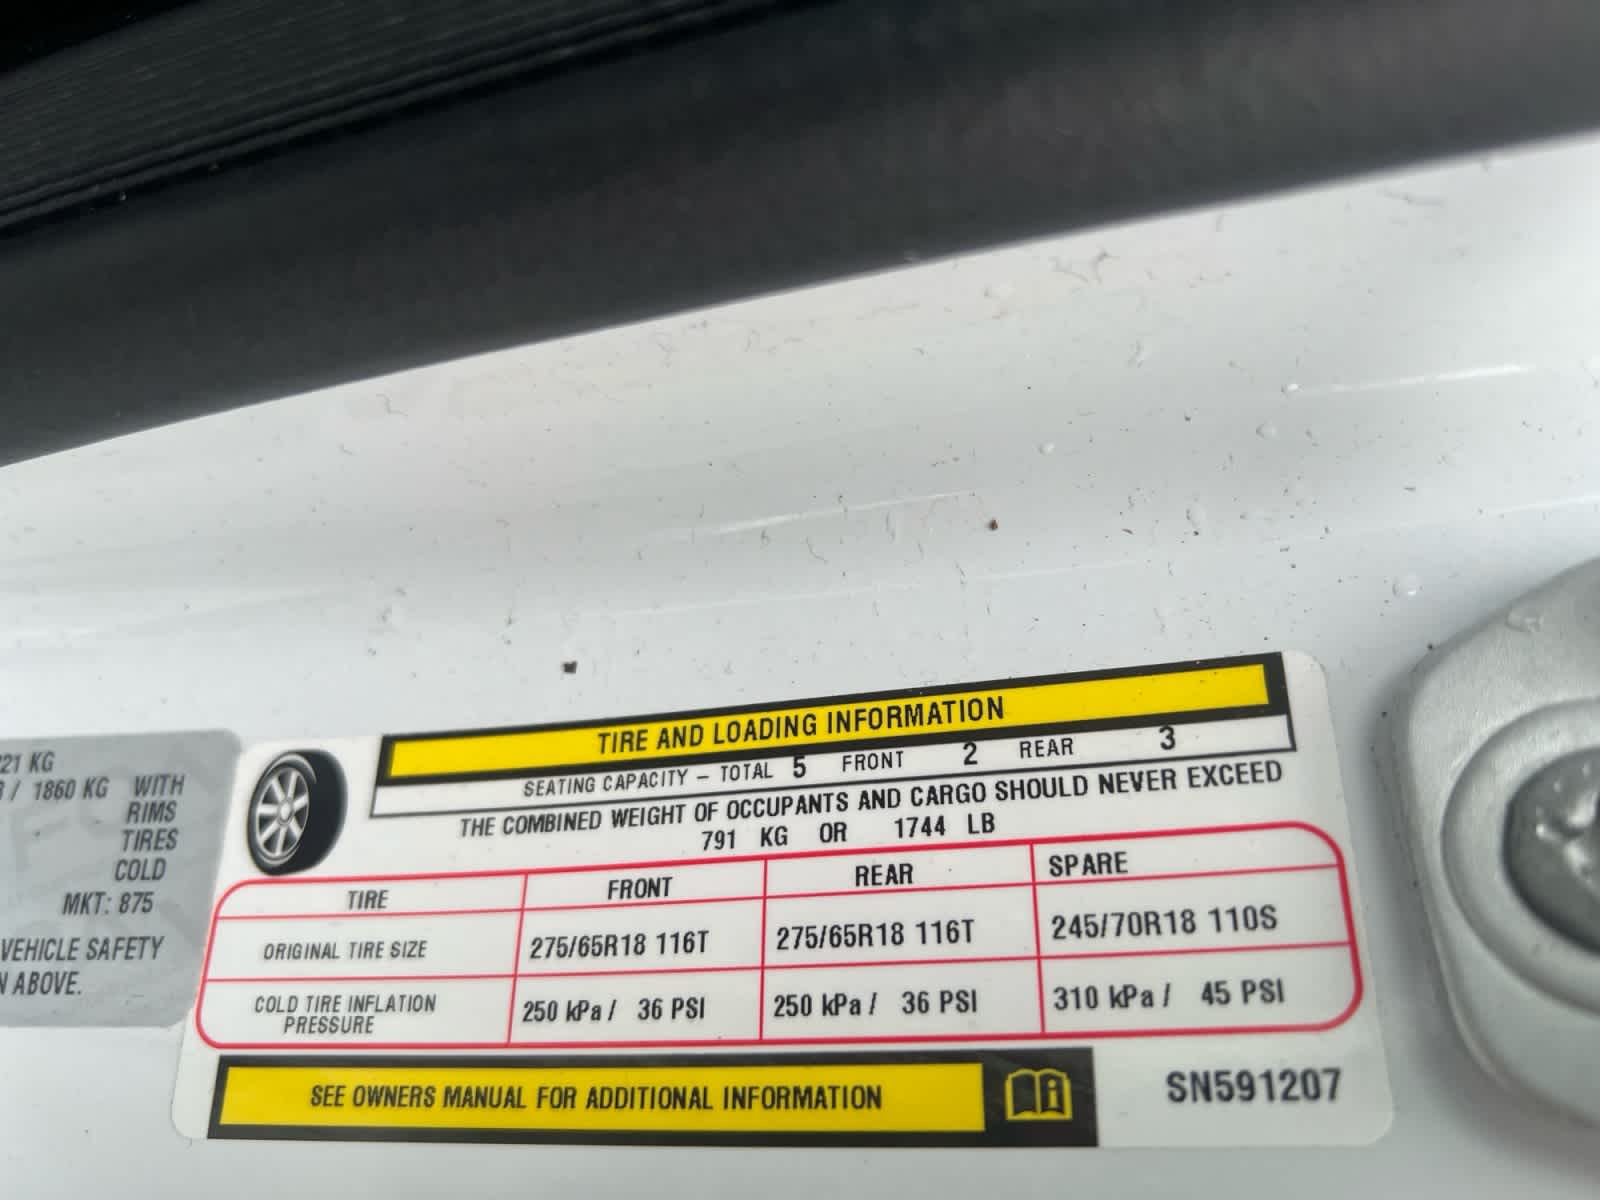 21 KG
/ 1860 KG WITH
RIMS
TIRES
COLD
MKT: 875
VEHICLE SAFETY
ABOVE.
TIRE AND LOADING INFORMATION
SEATING CAPACITY – TOTAL 5 FRONT 2 REAR 3
THE COMBINED WEIGHT OF OCCUPANTS AND CARGO SHOULD NEVER EXCEED
791 KG OR 1744 LB
TIRE FRONT REAR SPARE
ORIGINAL TIRE SIZE 275/65R18 116T 275/65R18 116T 245/70R18 110S
COLD TIRE INFLATION PRESSURE 250 kPa / 36 PSI 250 kPa / 36 PSI 310 kPa / 45 PSI
SEE OWNERS MANUAL FOR ADDITIONAL INFORMATION
SN591207